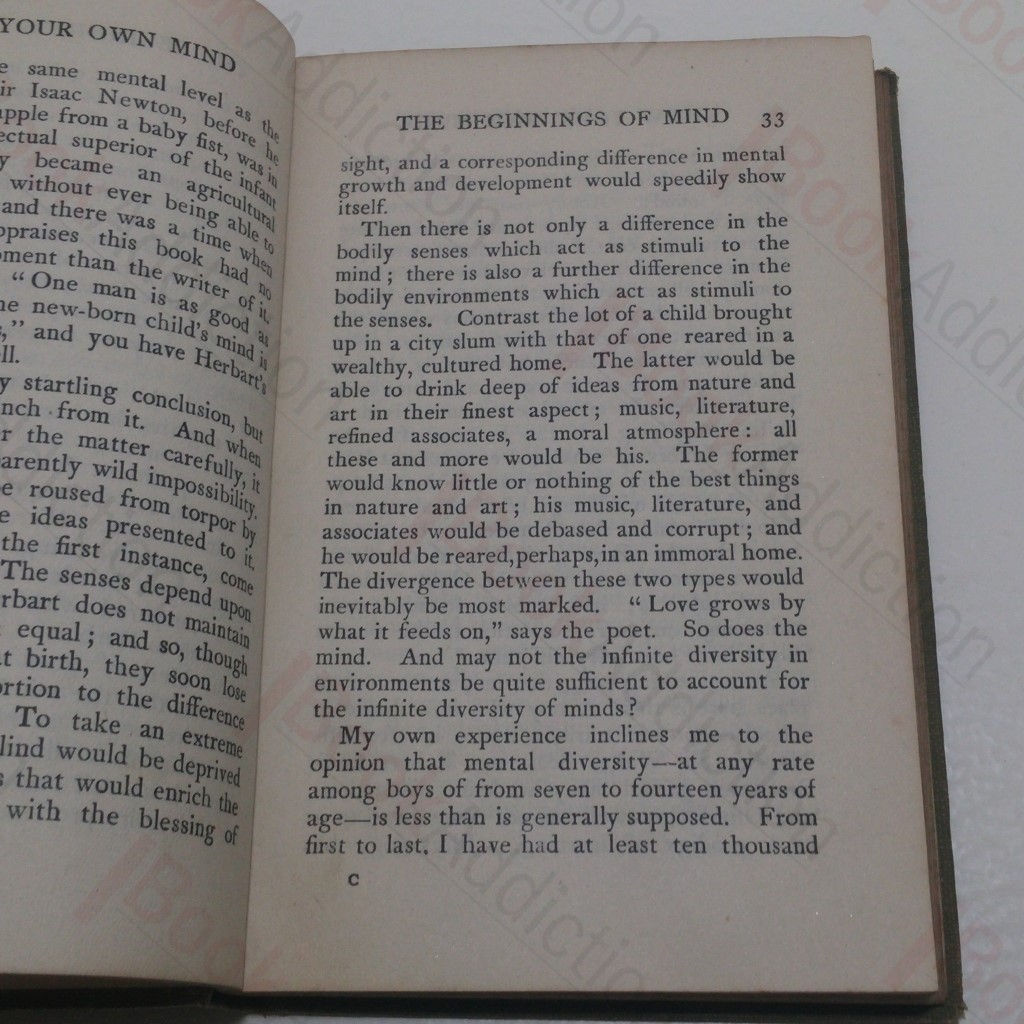 YOUR OWN MIND
same mental level as the
Isaac Newton, before he
apple from a baby fist, was in
superior of the infant
became an agricultural
without ever being able to
and there was a time when
appraises this book had no
than the writer of it.
“One man is as good as
new-born child's mind is
” and you have Herbart's
startling conclusion, but
from it. And when
the matter carefully, it
wild impossibility.
roused from torpor by
ideas presented to it,
the first instance, come
The senses depend upon
does not maintain
equal; and so, though
birth, they soon lose
to the difference
To take an extreme
would be deprived
that would enrich the
with the blessing of
THE BEGINNINGS OF MIND 33
sight, and a corresponding difference in mental
growth and development would speedily show
itself.
Then there is not only a difference in the
bodily senses which act as stimuli to the
mind; there is also a further difference in the
bodily environments which act as stimuli to
the senses. Contrast the lot of a child brought
up in a city slum with that of one reared in a
wealthy, cultured home. The latter would be
able to drink deep of ideas from nature and
art in their finest aspect; music, literature,
refined associates, a moral atmosphere: all
these and more would be his. The former
would know little or nothing of the best things
in nature and art; his music, literature, and
associates would be debased and corrupt; and
he would be reared, perhaps, in an immoral home.
The divergence between these two types would
inevitably be most marked. “Love grows by
what it feeds on,” says the poet. So does the
mind. And may not the infinite diversity in
environments be quite sufficient to account for
the infinite diversity of minds?
My own experience inclines me to the
opinion that mental diversity—at any rate
among boys of from seven to fourteen years of
age—is less than is generally supposed. From
first to last, I have had at least ten thousand
C